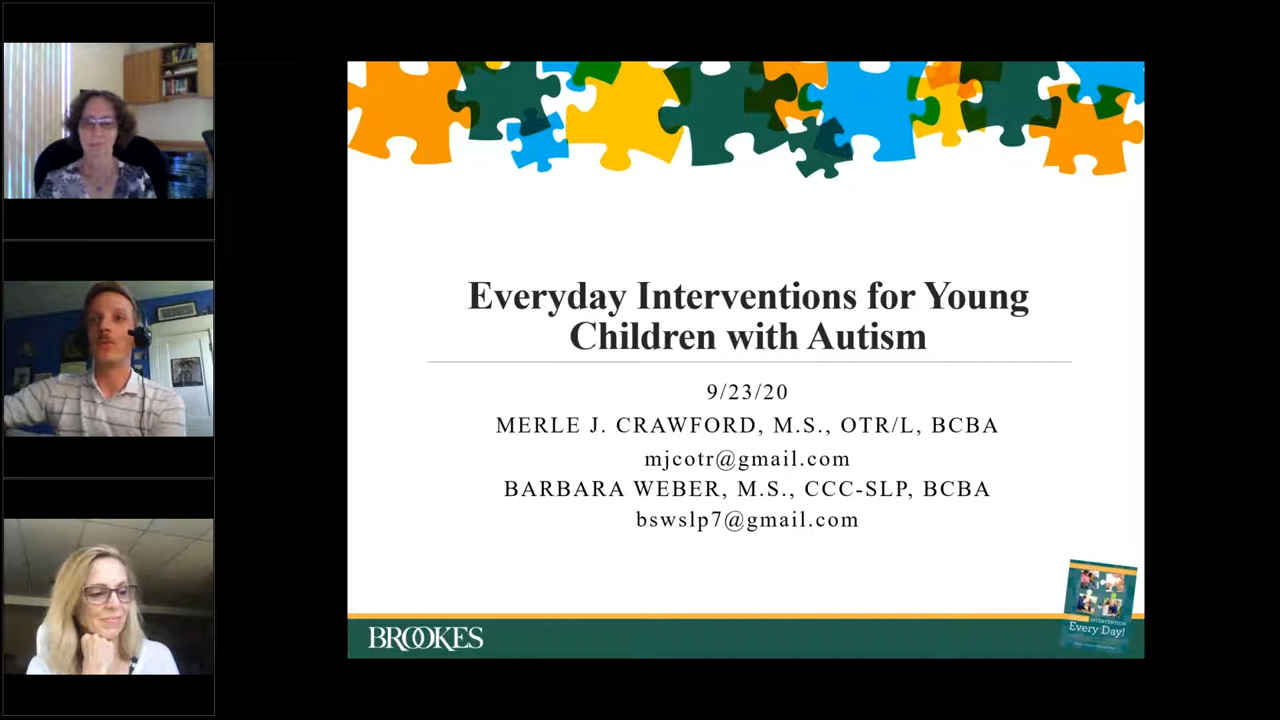 Everyday Interventions for Young
Children with Autism
9/23/20
MERLE J. CRAWFORD, M.S., OTR/L, BCBA
mjcotr@gmail.com
BARBARA WEBER, M.S., CCC-SLP, BCBA
bswslp7@gmail.com
BROOKES
INTERVENTION
Every Day!